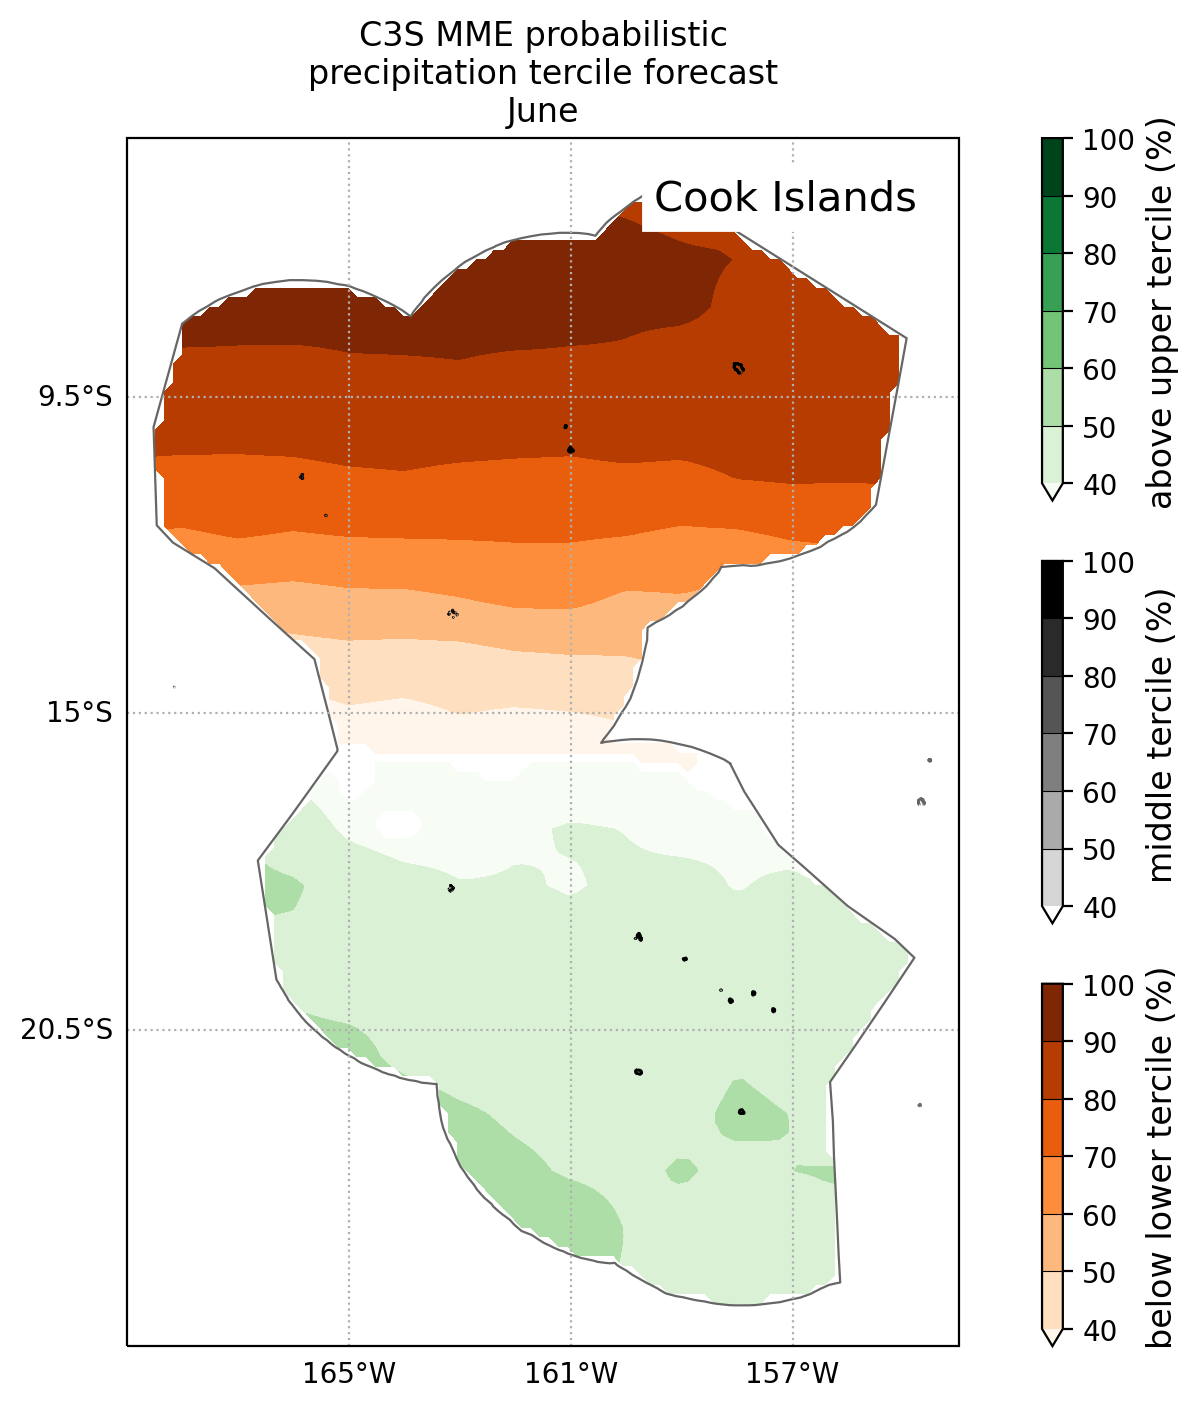 C3S MME probabilistic
precipitation tercile forecast
June
Cook Islands
9.5°S
15°S
20.5°S
165°W
161°W
157°W
100
90
80
70
60
50
40
above upper tercile (%)
100
90
80
70
60
50
40
middle tercile (%)
100
90
80
70
60
50
40
below lower tercile (%)